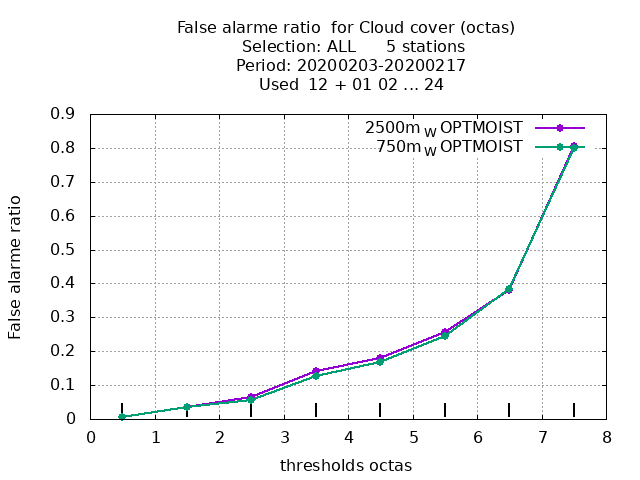 False alarme ratio  for Cloud cover (octas)
Selection: ALL      5 stations
Period: 20200203-20200217
Used  12 + 01 02 ... 24
2500m W OPTMOIST
750m W OPTMOIST
False alarme ratio
0.9
0.8
0.7
0.6
0.5
0.4
0.3
0.2
0.1
0
0 1 2 3 4 5 6 7 8
thresholds octas